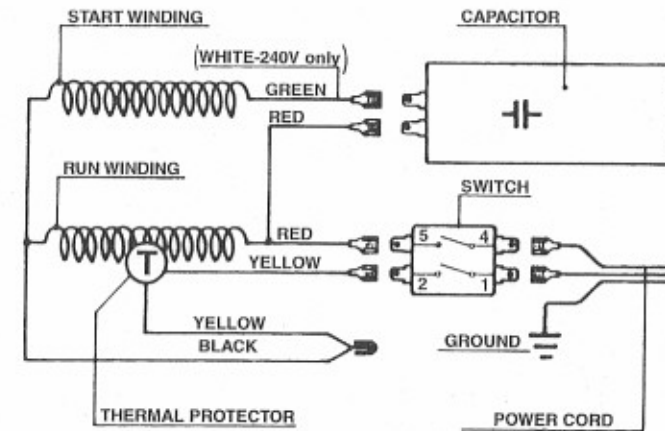 START WINDING
CAPACITOR
(WHITE-240V only)
GREEN
RED
RUN WINDING
SWITCH
RED
5 4
T
YELLOW
2 1
YELLOW
BLACK
GROUND
THERMAL PROTECTOR
POWER CORD